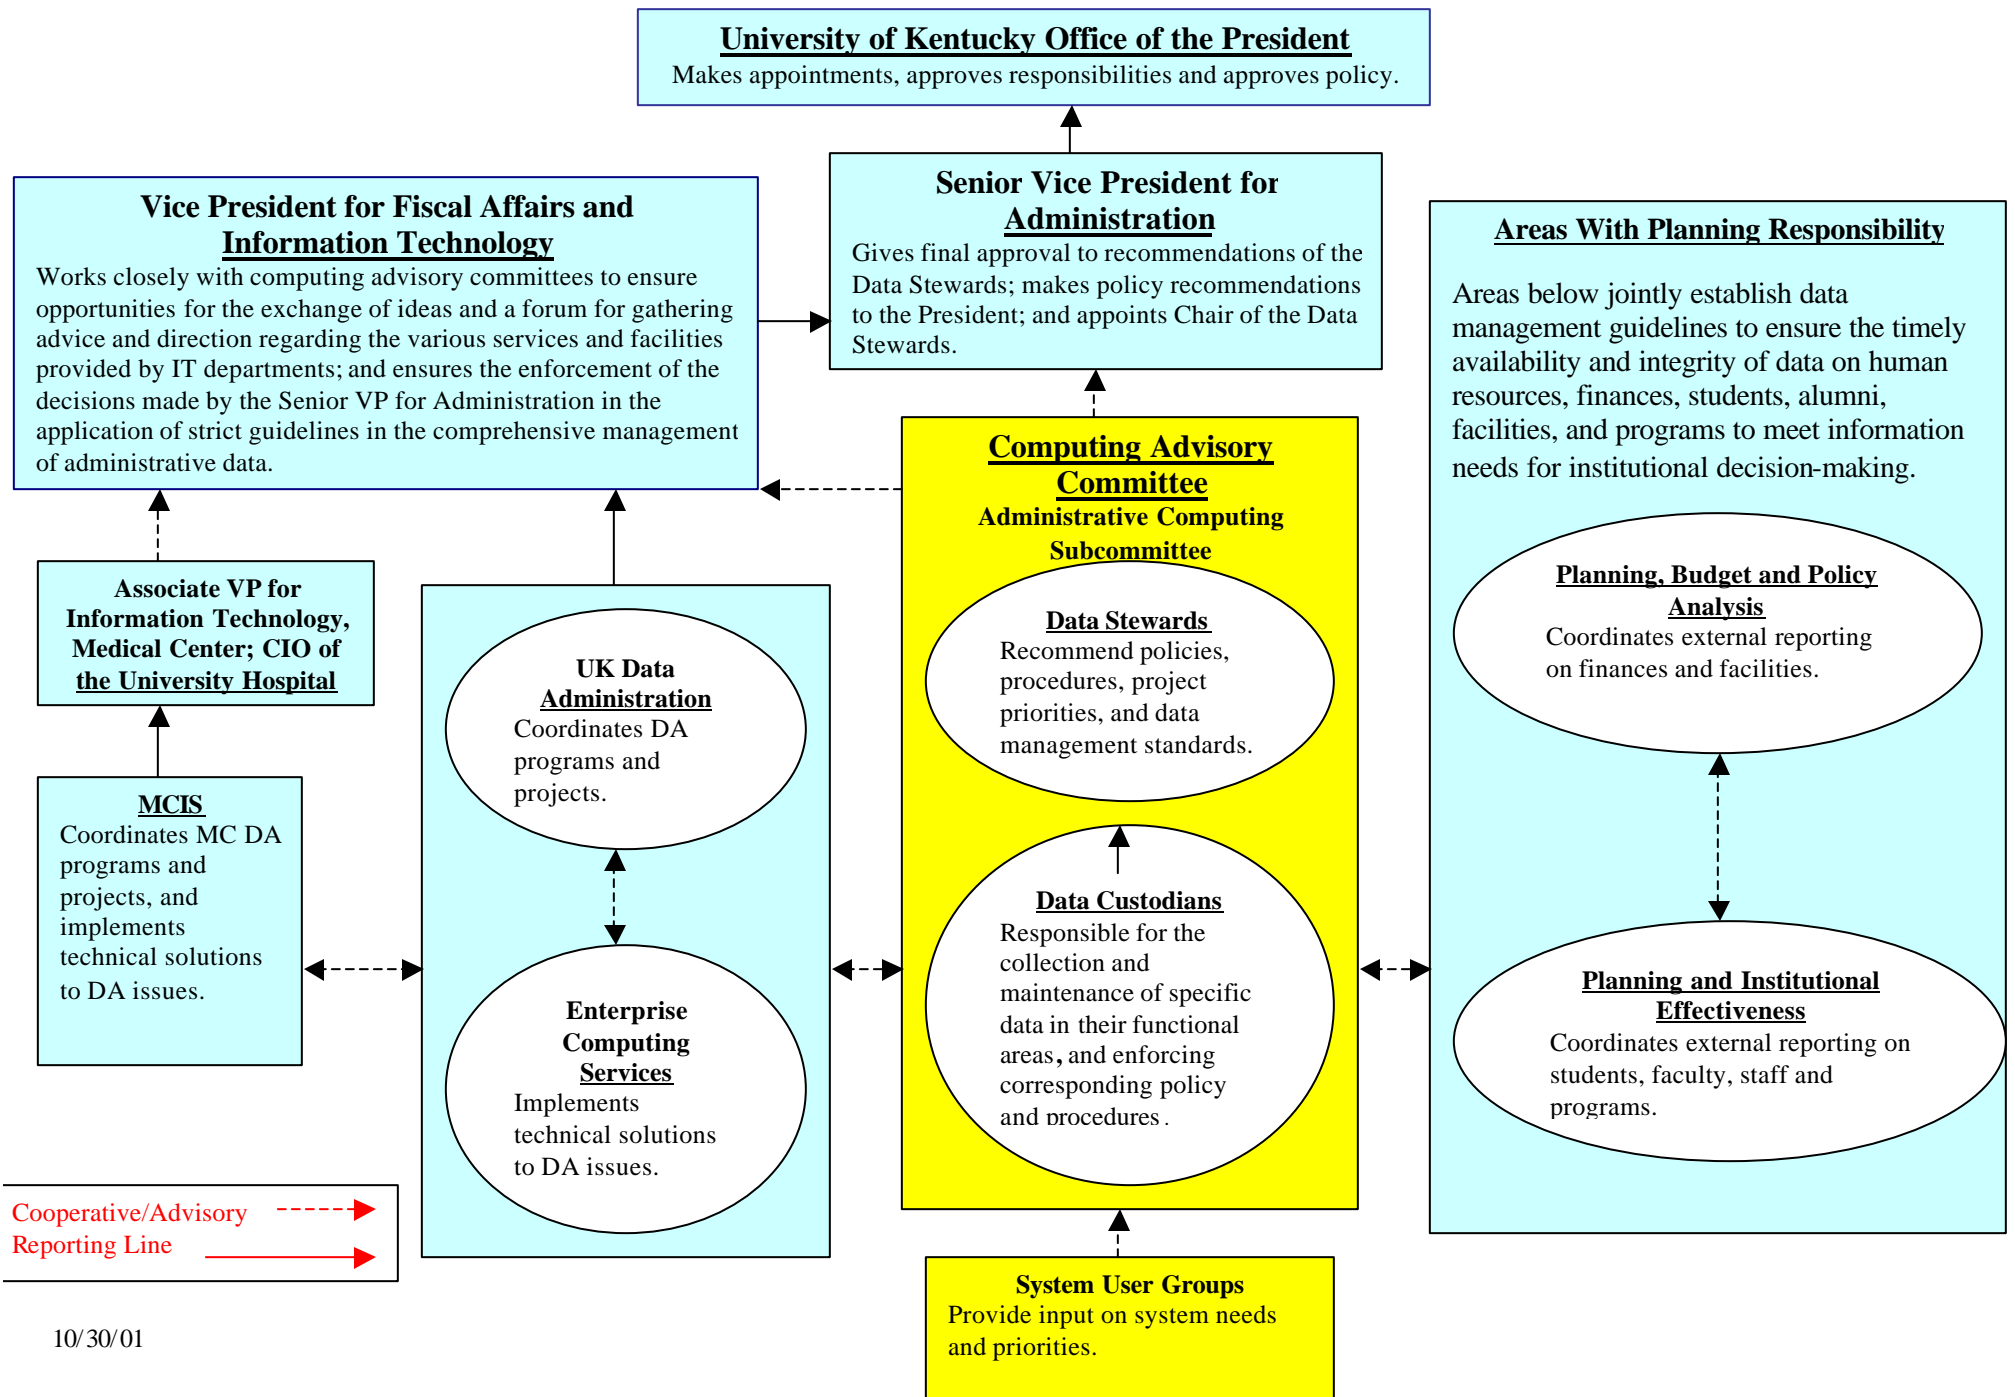 University of Kentucky Office of the President
Makes appointments, approves responsibilities and approves policy.
Vice President for Fiscal Affairs and
Information Technology
Works closely with computing advisory committees to ensure
opportunities for the exchange of ideas and a forum for gathering
advice and direction regarding the various services and facilities
provided by IT departments; and ensures the enforcement of the
decisions made by the Senior VP for Administration in the
application of strict guidelines in the comprehensive management
of administrative data.
Senior Vice President for
Administration
Gives final approval to recommendations of the
Data Stewards; makes policy recommendations
to the President; and appoints Chair of the Data
Stewards.
Areas With Planning Responsibility
Areas below jointly establish data
management guidelines to ensure the timely
availability and integrity of data on human
resources, finances, students, alumni,
facilities, and programs to meet information
needs for institutional decision-making.
Computing Advisory
Committee
Administrative Computing
Subcommittee
Associate VP for
Information Technology,
Medical Center; CIO of
the University Hospital
UK Data
Administration
Coordinates DA
programs and
projects.
Data Stewards
Recommend policies,
procedures, project
priorities, and data
management standards.
Planning, Budget and Policy
Analysis
Coordinates external reporting
on finances and facilities.
MCIS
Coordinates MC DA
programs and
projects, and
implements
technical solutions
to DA issues.
Enterprise
Computing
Services
Implements
technical solutions
to DA issues.
Data Custodians
Responsible for the
collection and
maintenance of specific
data in their functional
areas, and enforcing
corresponding policy
and procedures.
Planning and Institutional
Effectiveness
Coordinates external reporting on
students, faculty, staff and
programs.
Cooperative/Advisory
Reporting Line
System User Groups
Provide input on system needs
and priorities.
10/30/01